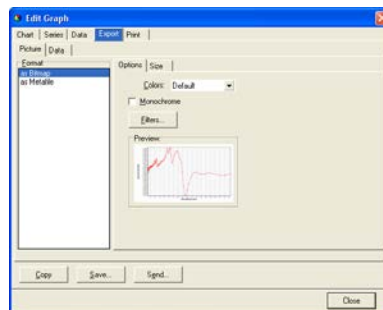 Edit Graph
Chart Series Data Export Print
Picture Data
Format
as Bitmap
as Metafile
Options Size
Colors: Default
Monochrome
Filters...
Preview:
Copy Save... Send...
Close